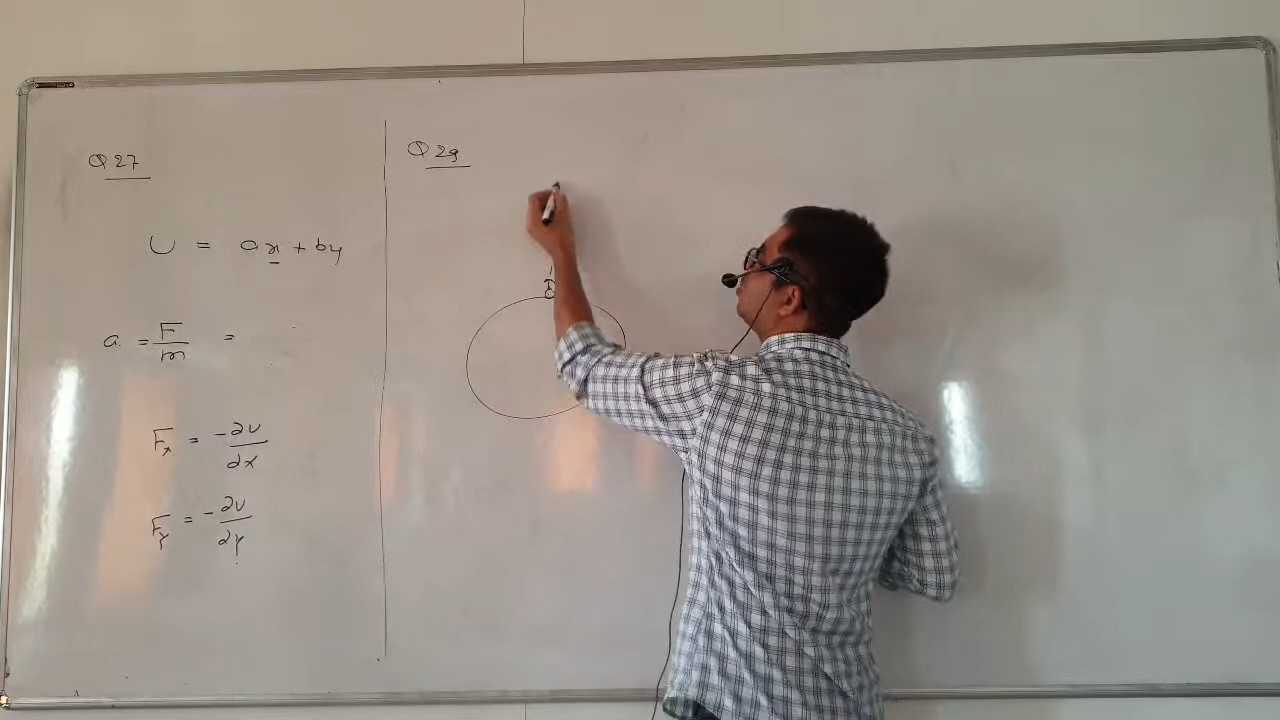 Q 27
U = ax + by
a = F/m =
Fx = -∂U/∂x
Fy = -∂U/∂y
Q 29